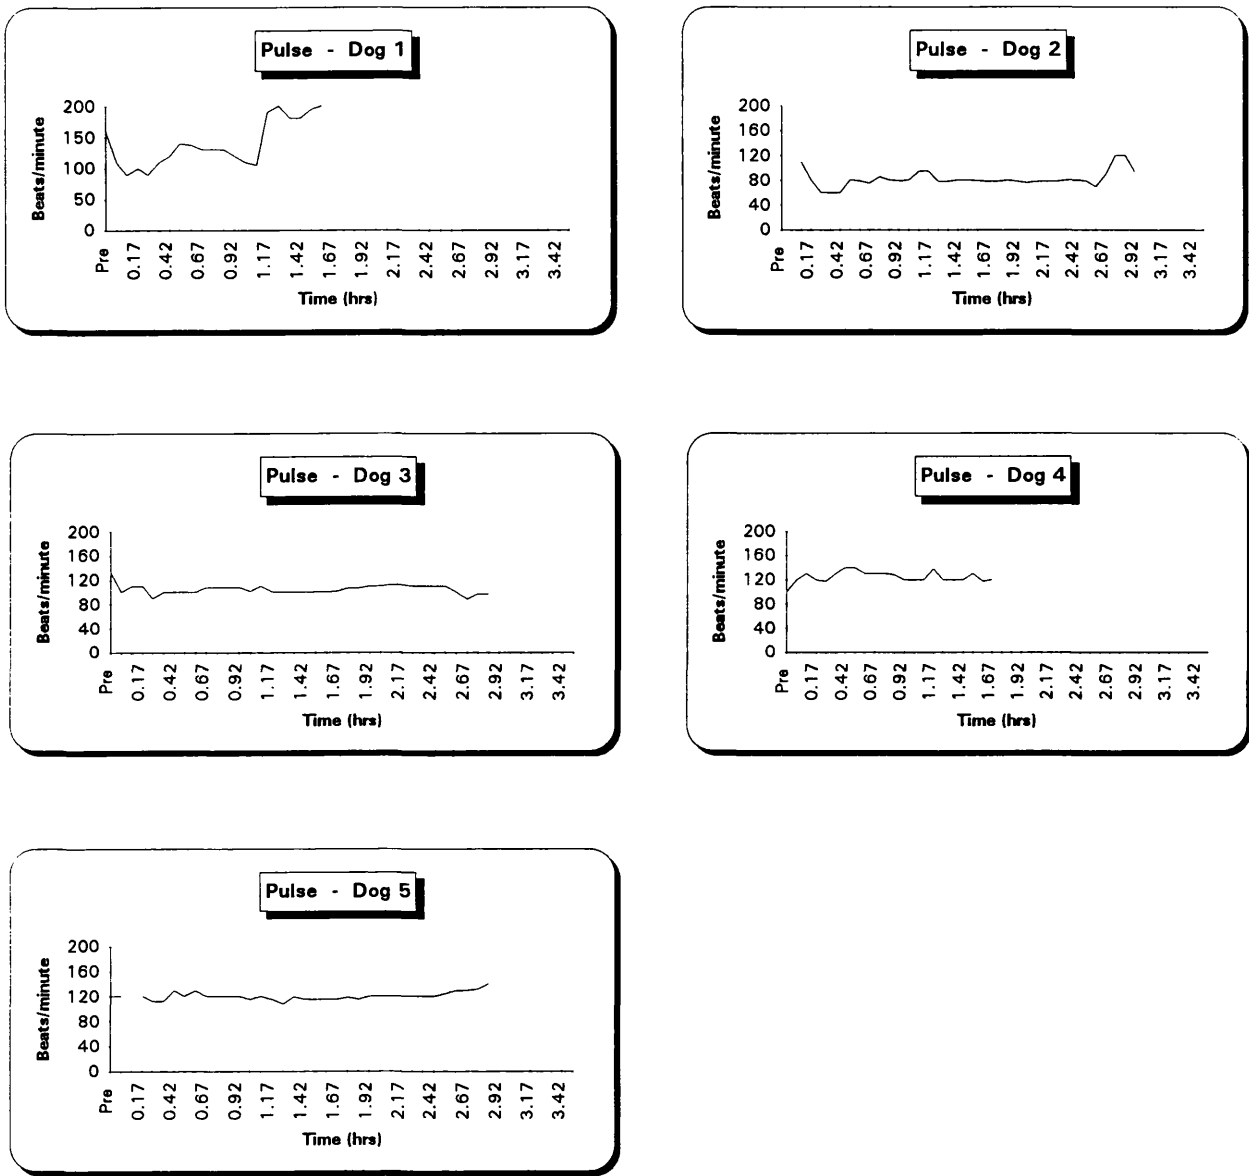 Pulse - Dog 1
200
150
100
50
0
Beats/minute
Pre 0.17 0.42 0.67 0.92 1.17 1.42 1.67 1.92 2.17 2.42 2.67 2.92 3.17 3.42
Time (hrs)
Pulse - Dog 2
200
160
120
80
40
0
Beats/minute
Pre 0.17 0.42 0.67 0.92 1.17 1.42 1.67 1.92 2.17 2.42 2.67 2.92 3.17 3.42
Time (hrs)
Pulse - Dog 3
200
160
120
80
40
0
Beats/minute
Pre 0.17 0.42 0.67 0.92 1.17 1.42 1.67 1.92 2.17 2.42 2.67 2.92 3.17 3.42
Time (hrs)
Pulse - Dog 4
200
160
120
80
40
0
Beats/minute
Pre 0.17 0.42 0.67 0.92 1.17 1.42 1.67 1.92 2.17 2.42 2.67 2.92 3.17 3.42
Time (hrs)
Pulse - Dog 5
200
160
120
80
40
0
Beats/minute
Pre 0.17 0.42 0.67 0.92 1.17 1.42 1.67 1.92 2.17 2.42 2.67 2.92 3.17 3.42
Time (hrs)